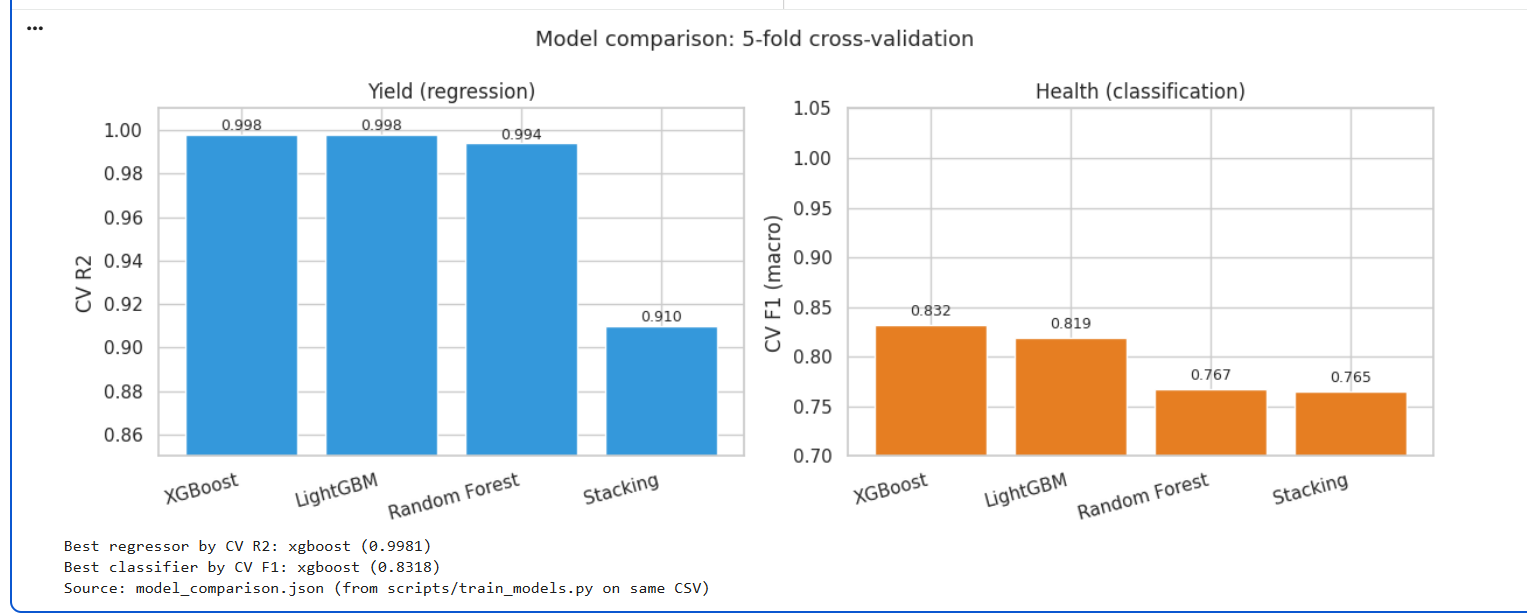 ...
Model comparison: 5-fold cross-validation
Yield (regression)
CV R2
1.00
0.98
0.96
0.94
0.92
0.90
0.88
0.86
0.998
0.998
0.994
0.910
XGBoost
LightGBM
Random Forest
Stacking
Health (classification)
CV F1 (macro)
1.05
1.00
0.95
0.90
0.85
0.80
0.75
0.70
0.832
0.819
0.767
0.765
XGBoost
LightGBM
Random Forest
Stacking
Best regressor by CV R2: xgboost (0.9981)
Best classifier by CV F1: xgboost (0.8318)
Source: model_comparison.json (from scripts/train_models.py on same CSV)